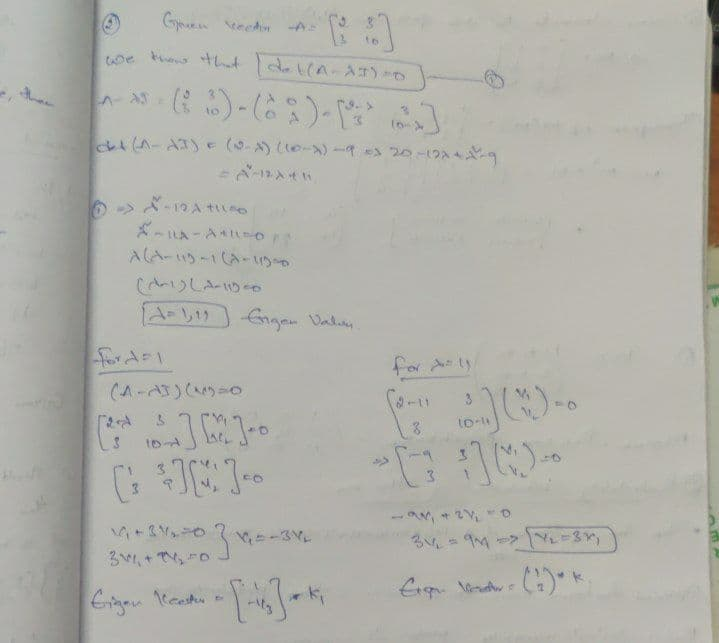 ② Given vector A = [2 3
3 10]
we know that det(A-λI)=0 — ①
A-λI = (2 3
3 10) - (λ 0
0 λ) = [2-λ 3
3 10-λ]
det(A-λI) = (2-λ)(10-λ)-9 => 20-12λ+λ²-9
= λ²-12λ+11
① => λ²-12λ+11=0
λ²-11λ-λ+11=0
λ(λ-11)-1(λ-11)=0
(λ-1)(λ-11)=0
λ=1,11 Eigen Values
for λ=1
(A-λI)(v)=0
[2-λ 3
3 10-λ] [v₁
v₂]=0
[1 3
3 9] [v₁
v₂]=0
v₁+3v₂=0
3v₁+9v₂=0 } v₁=-3v₂
Eigen Vector = [1
-1/3] * k₁
for λ=11
[2-11 3
3 10-11] (v₁
v₂)=0
=> [-9 3
3 1] (v₁
v₂)=0
-9v₁+3v₂=0
3v₂=9v₁ => v₂=3v₁
Eigen Vector = (1
3) * k